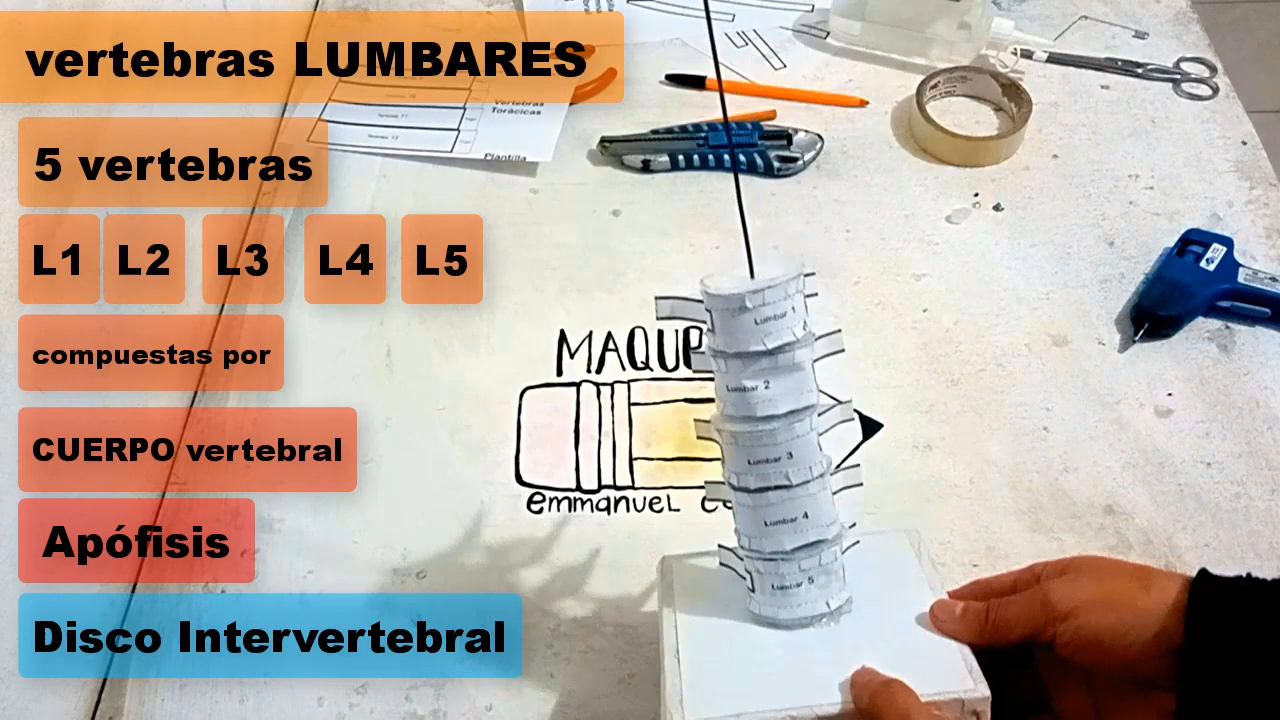 vertebras LUMBARES
5 vertebras
L1 L2 L3 L4 L5
compuestas por
CUERPO vertebral
Apófisis
Disco Intervertebral
Vertebras
Torácicas
Plantilla
MAQUE
emmanuel
Lumbar 1
Lumbar 2
Lumbar 3
Lumbar 4
Lumbar 5